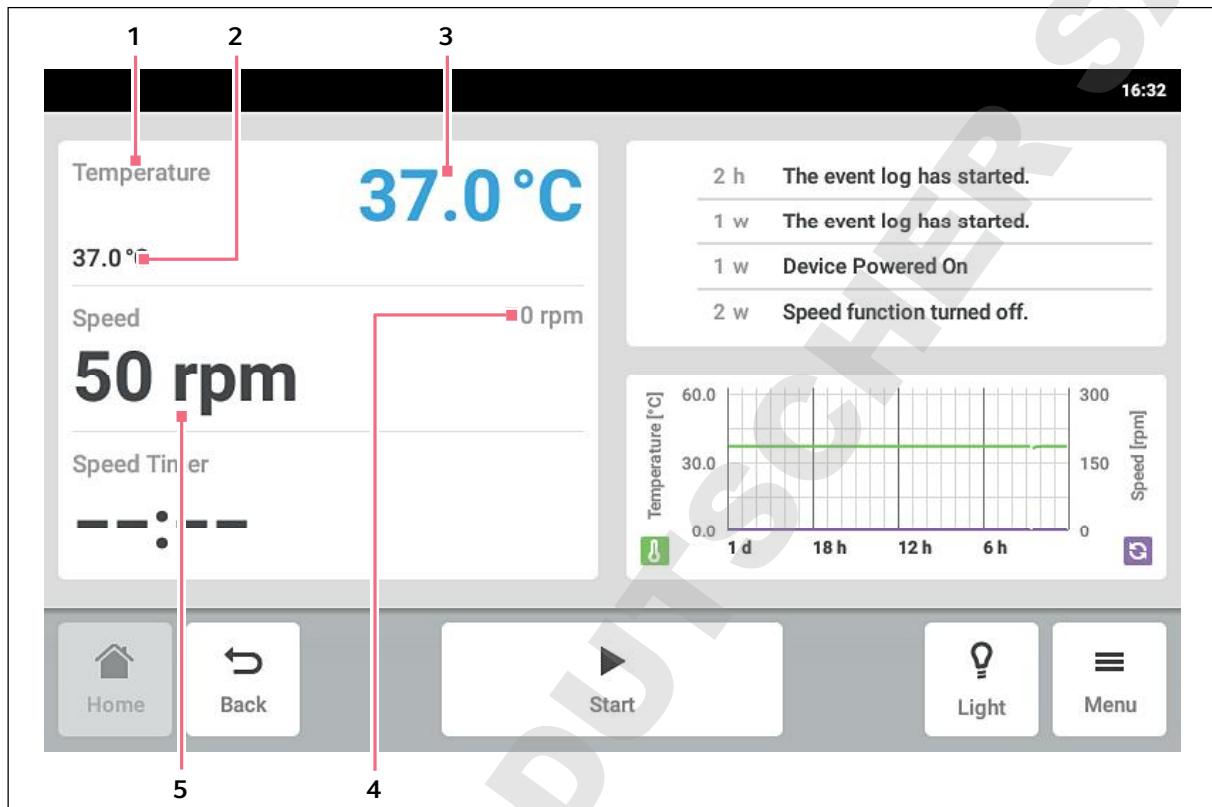 1 2 3
16:32
Temperature
37.0 °C
37.0 °C
Speed
0 rpm
50 rpm
Speed Timer
--:--
2 h The event log has started.
1 w The event log has started.
1 w Device Powered On
2 w Speed function turned off.
Temperature [°C]
60.0
30.0
0.0
1 d 18 h 12 h 6 h
300
150
0
Speed [rpm]
Home
Back
Start
Light
Menu
5 4
DUTSCHER